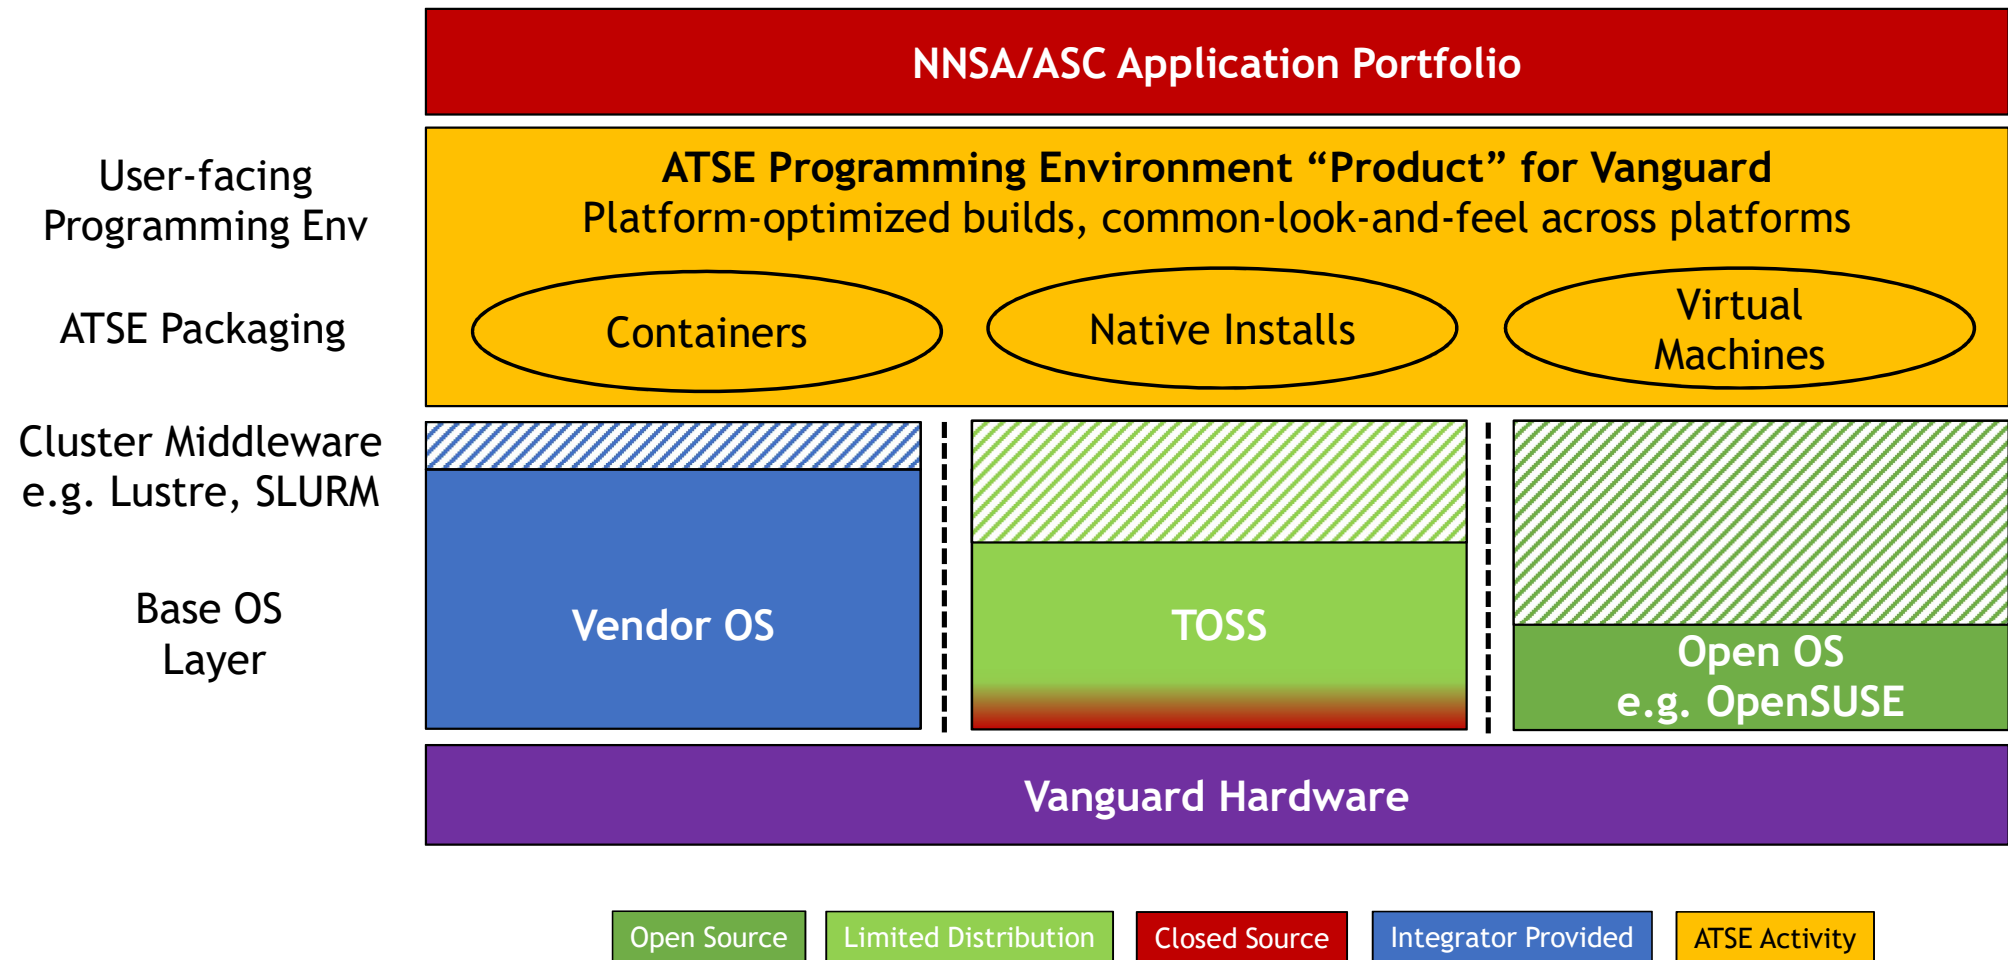 NNSA/ASC Application Portfolio
User-facing
Programming Env
ATSE Programming Environment “Product” for Vanguard
Platform-optimized builds, common-look-and-feel across platforms
ATSE Packaging
Containers
Native Installs
Virtual
Machines
Cluster Middleware
e.g. Lustre, SLURM
Base OS
Layer
Vendor OS
TOSS
Open OS
e.g. OpenSUSE
Vanguard Hardware
Open Source
Limited Distribution
Closed Source
Integrator Provided
ATSE Activity